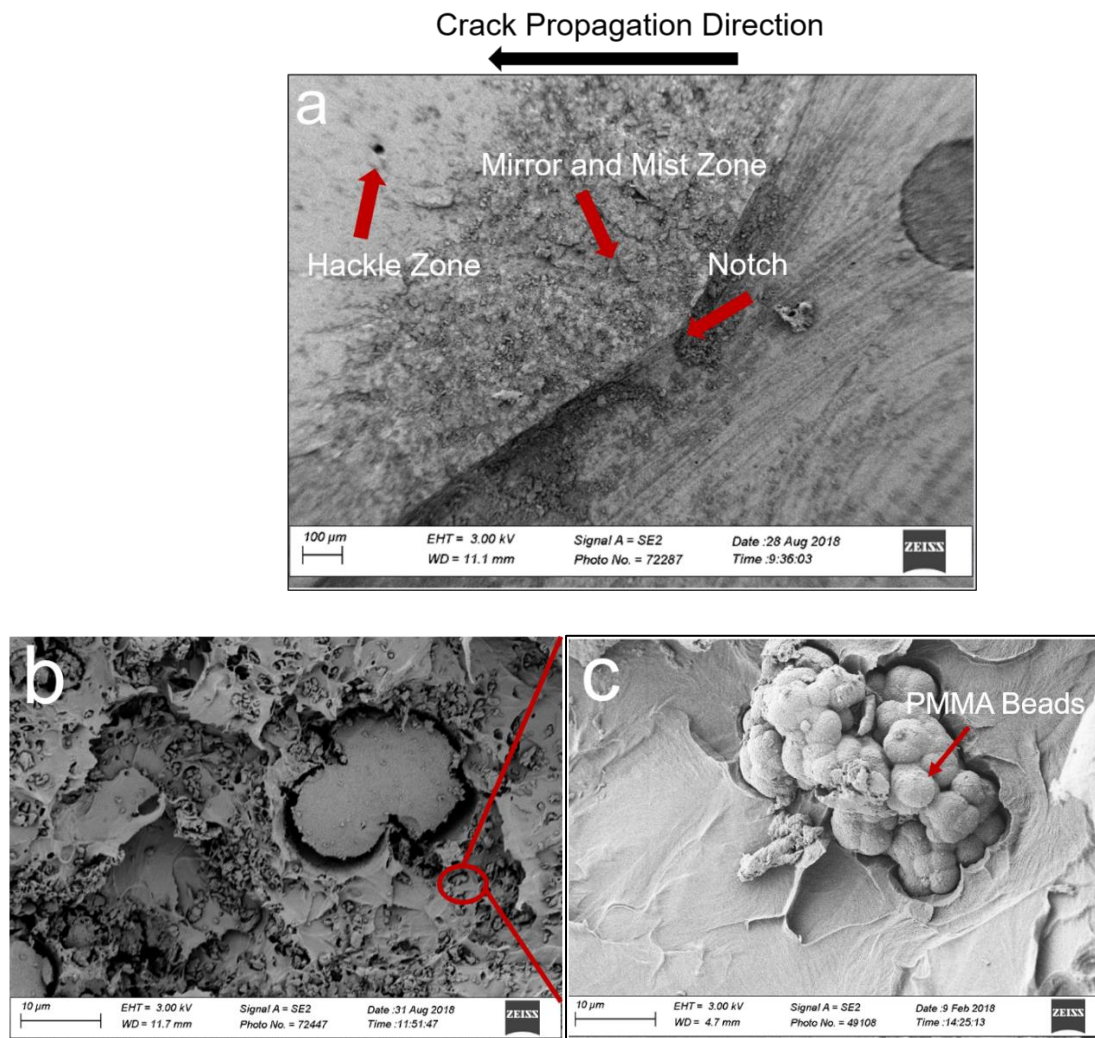 Crack Propagation Direction
a
Mirror and Mist Zone
Hackle Zone
Notch
100 µm
EHT = 3.00 kV
WD = 11.1 mm
Signal A = SE2
Photo No. = 72287
Date :28 Aug 2018
Time :9:36:03
ZEISS
b
10 µm
EHT = 3.00 kV
WD = 11.7 mm
Signal A = SE2
Photo No. = 72447
Date :31 Aug 2018
Time :11:51:47
ZEISS
c
PMMA Beads
10 µm
EHT = 3.00 kV
WD = 4.7 mm
Signal A = SE2
Photo No. = 49108
Date :9 Feb 2018
Time :14:25:13
ZEISS